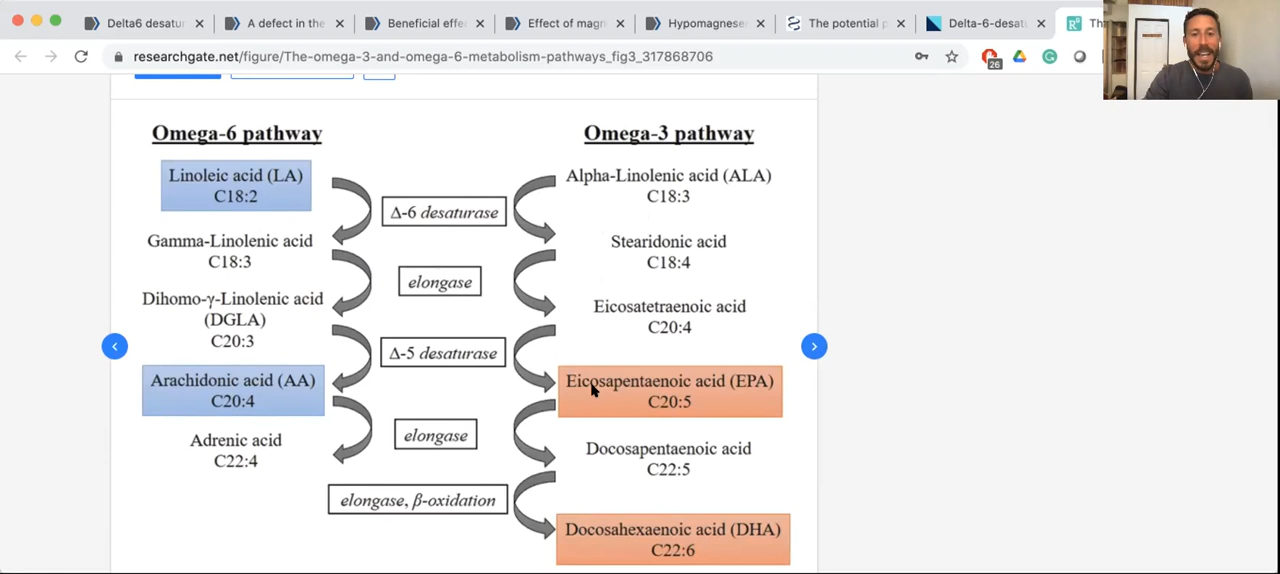 Delta6 desatur
A defect in the
Beneficial effe
Effect of magn
Hypomagnese
The potential p
Delta-6-desatu
researchgate.net/figure/The-omega-3-and-omega-6-metabolism-pathways_fig3_317868706
26
Omega-6 pathway
Omega-3 pathway
Linoleic acid (LA)
C18:2
Δ-6 desaturase
Alpha-Linolenic acid (ALA)
C18:3
Gamma-Linolenic acid
C18:3
Stearidonic acid
C18:4
elongase
Dihomo-γ-Linolenic acid
(DGLA)
C20:3
Eicosatetraenoic acid
C20:4
Δ-5 desaturase
Arachidonic acid (AA)
C20:4
Eicosapentaenoic acid (EPA)
C20:5
elongase
Adrenic acid
C22:4
Docosapentaenoic acid
C22:5
elongase, β-oxidation
Docosahexaenoic acid (DHA)
C22:6